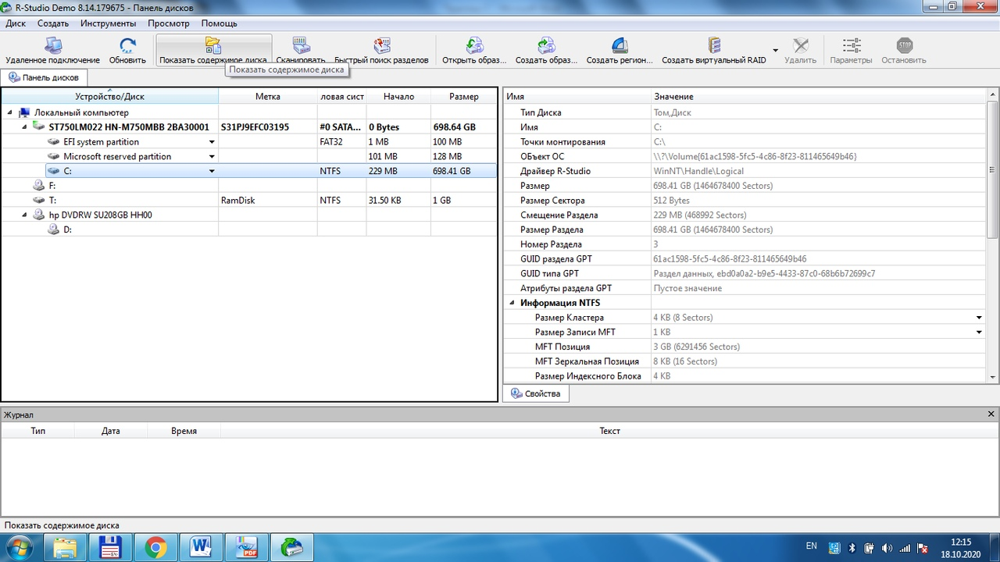 R-Studio Demo 8.14.179675 - Панель дисков
Диск Создать Инструменты Просмотр Помощь
Удаленное подключение Обновить Показать содержимое диска Сканировать Быстрый поиск разделов Открыть образ... Создать образ... Создать регион... Создать виртуальный RAID Удалить Параметры Остановить
Показать содержимое диска
Панель дисков
Устройство/Диск Метка ловая сист Начало Размер
Локальный компьютер
ST750LM022 HN-M750MBB 2BA30001 S31PJ9EFC03195 #0 SATA... 0 Bytes 698.64 GB
EFI system partition FAT32 1 MB 100 MB
Microsoft reserved partition 101 MB 128 MB
C: NTFS 229 MB 698.41 GB
F:
T: RamDisk NTFS 31.50 KB 1 GB
hp DVDRW SU208GB HH00
D:
Имя Значение
Тип Диска Том,Диск
Имя C:
Точки монтирования C:\
ОБъект ОС \\?\Volume{61ac1598-5fc5-4c86-8f23-811465649b46}
Драйвер R-Studio WinNT\Handle\Logical
Размер 698.41 GB (1464678400 Sectors)
Размер Сектора 512 Bytes
Смещение Раздела 229 MB (468992 Sectors)
Размер Раздела 698.41 GB (1464678400 Sectors)
Номер Раздела 3
GUID раздела GPT 61ac1598-5fc5-4c86-8f23-811465649b46
GUID типа GPT Раздел данных, ebd0a0a2-b9e5-4433-87c0-68b6b72699c7
Атрибуты раздела GPT Пустое значение
Информация NTFS
Размер Кластера 4 KB (8 Sectors)
Размер Записи MFT 1 KB
MFT Позиция 3 GB (6291456 Sectors)
MFT Зеркальная Позиция 8 KB (16 Sectors)
Размер Индексного Блока 4 KB
Свойства
Журнал
Тип Дата Время Текст
Показать содержимое диска
EN 12:15
18.10.2020